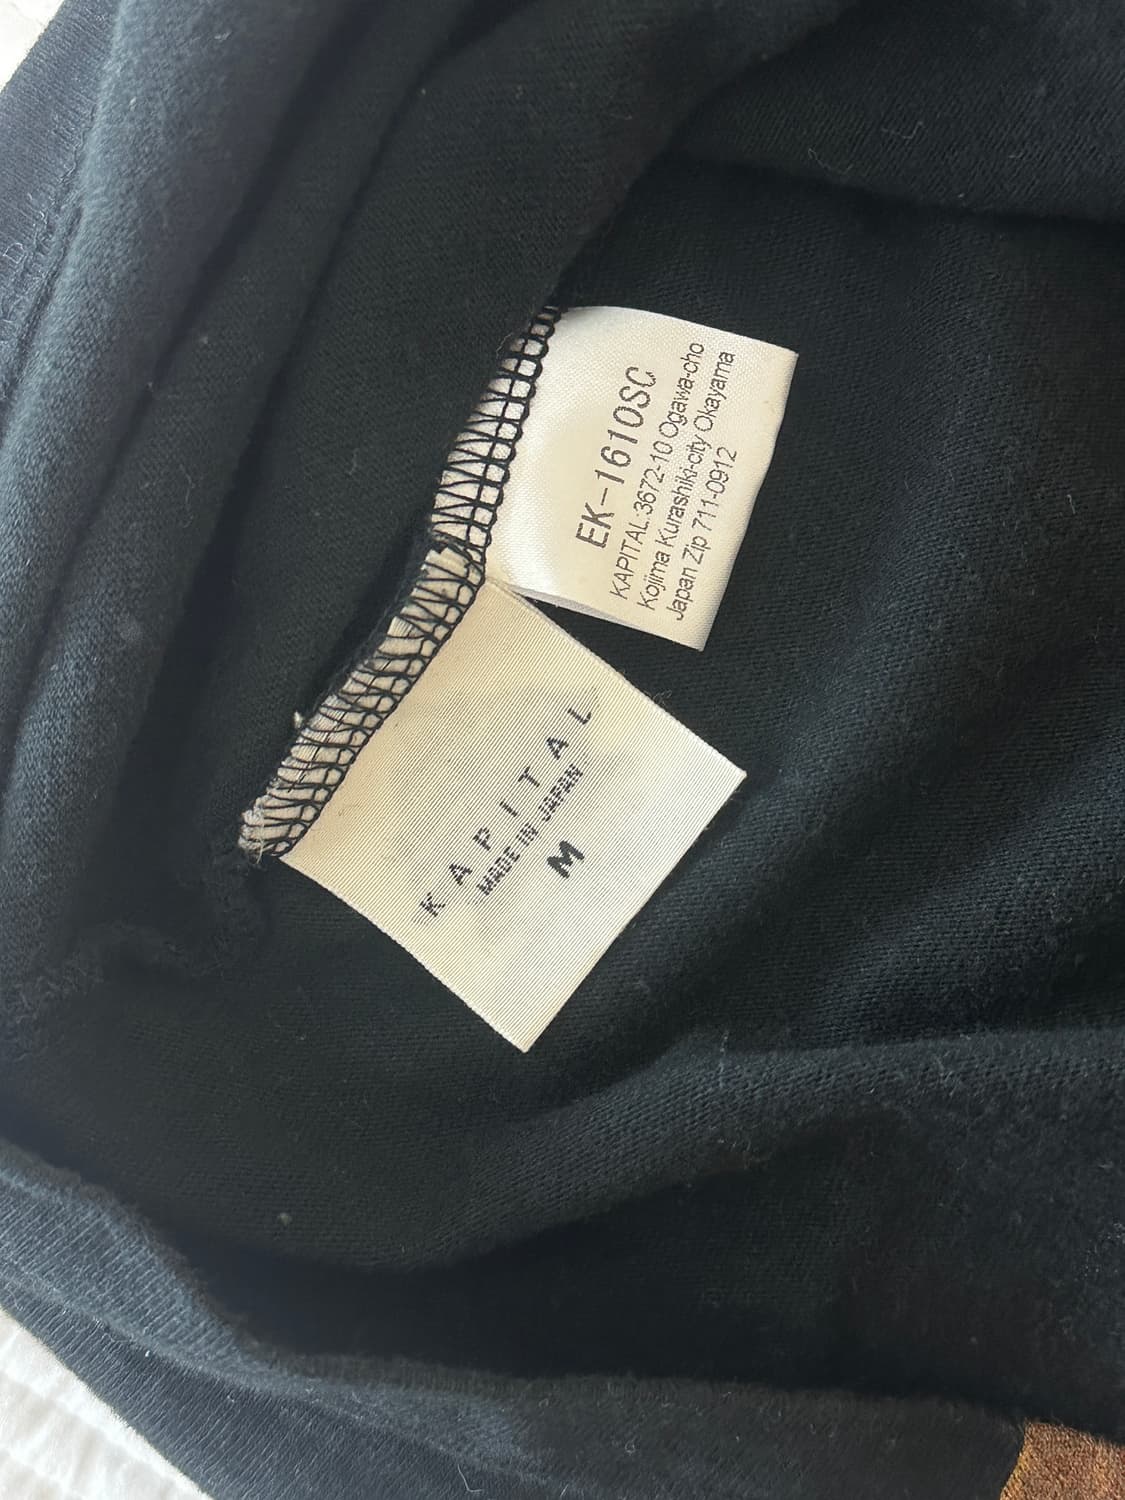 EK-1610SC
KAPITAL:3672-10 Ogawa-cho
Kojima Kurashiki-city Okayama
Japan Zip 711-0912
KAPITAL
MADE IN JAPAN
M